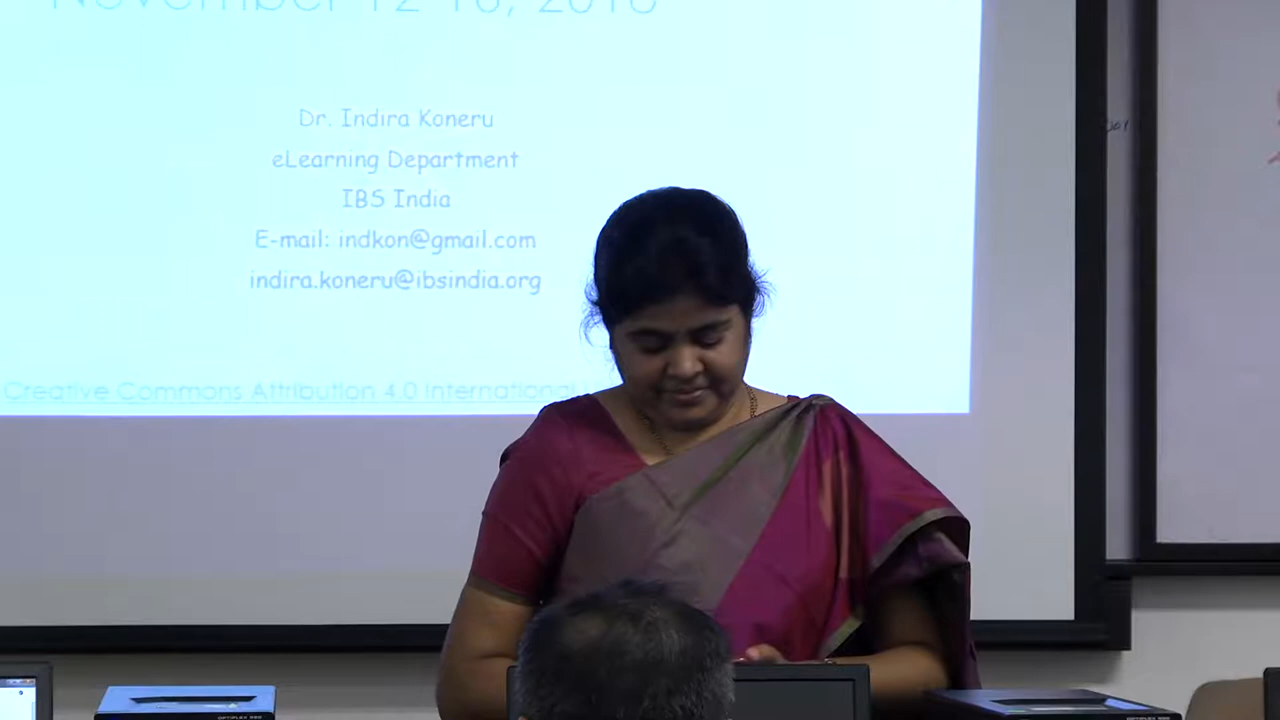 Dr. Indira Koneru
eLearning Department
IBS India
E-mail: indkon@gmail.com
indira.koneru@ibsindia.org
Creative Commons Attribution 4.0 International